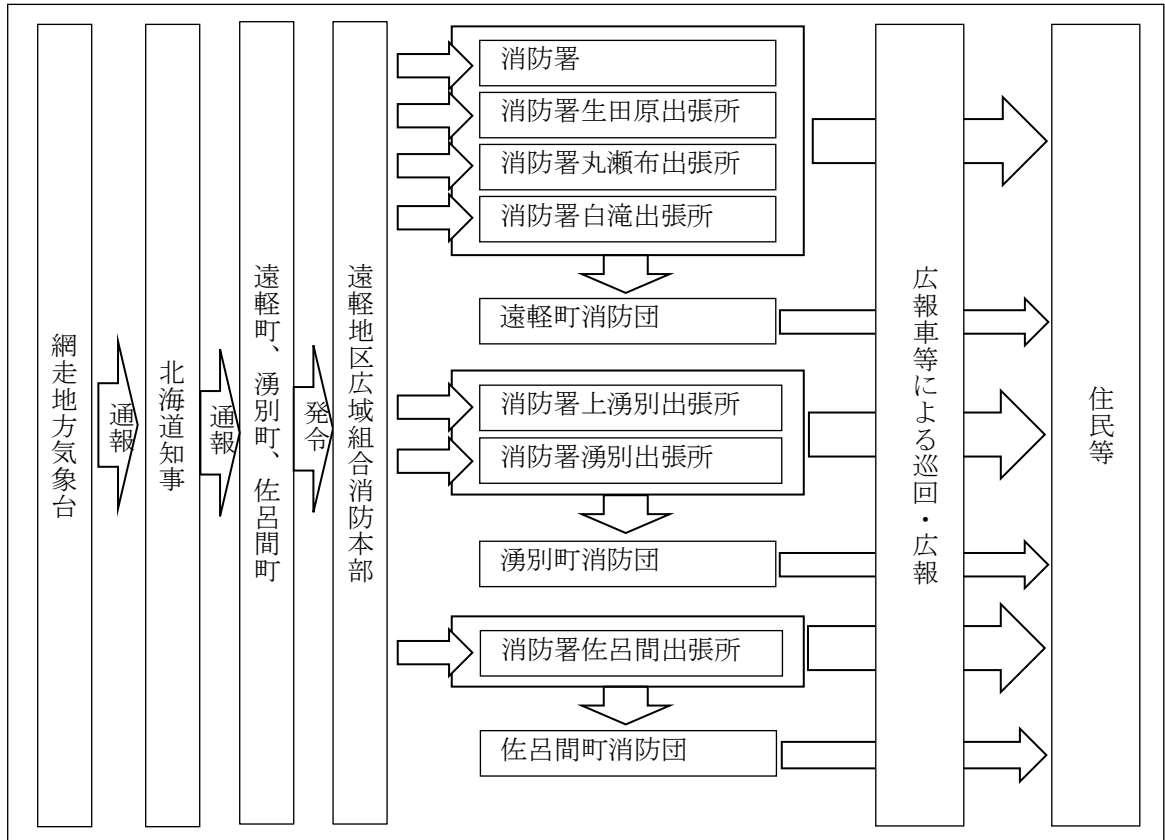 網走地方気象台
通報
北海道知事
通報
遠軽町、湧別町、佐呂間町
発令
遠軽地区広域組合消防本部
消防署
消防署生田原出張所
消防署丸瀬布出張所
消防署白滝出張所
遠軽町消防団
消防署上湧別出張所
消防署湧別出張所
湧別町消防団
消防署佐呂間出張所
佐呂間町消防団
広報車等による巡回・広報
住民等